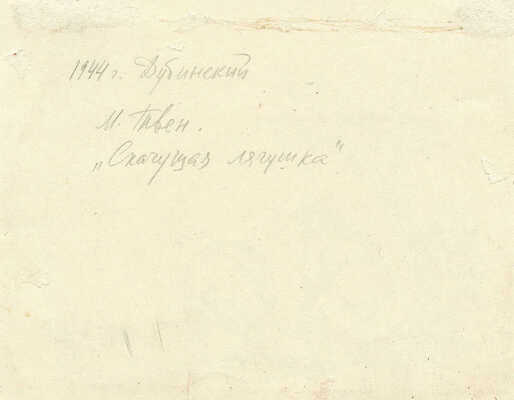 1944 г. Дубинский
М. Твен.
„Скачущая лягушка"